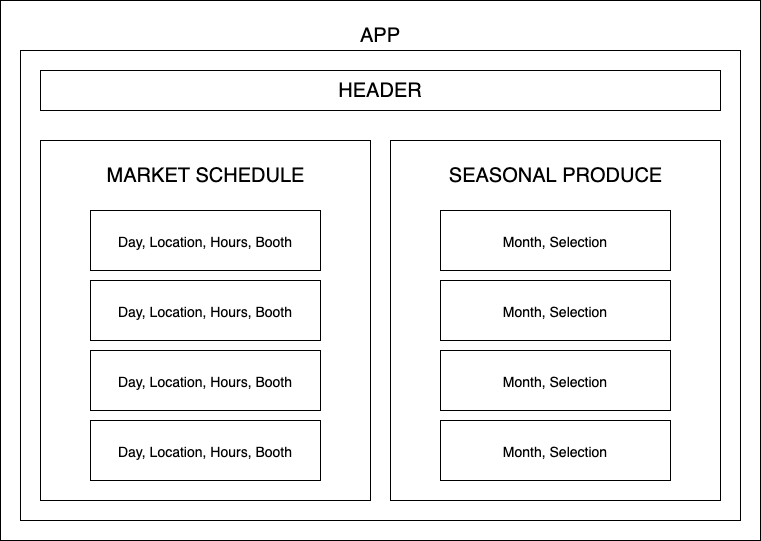 APP
HEADER
MARKET SCHEDULE
Day, Location, Hours, Booth
Day, Location, Hours, Booth
Day, Location, Hours, Booth
Day, Location, Hours, Booth
SEASONAL PRODUCE
Month, Selection
Month, Selection
Month, Selection
Month, Selection